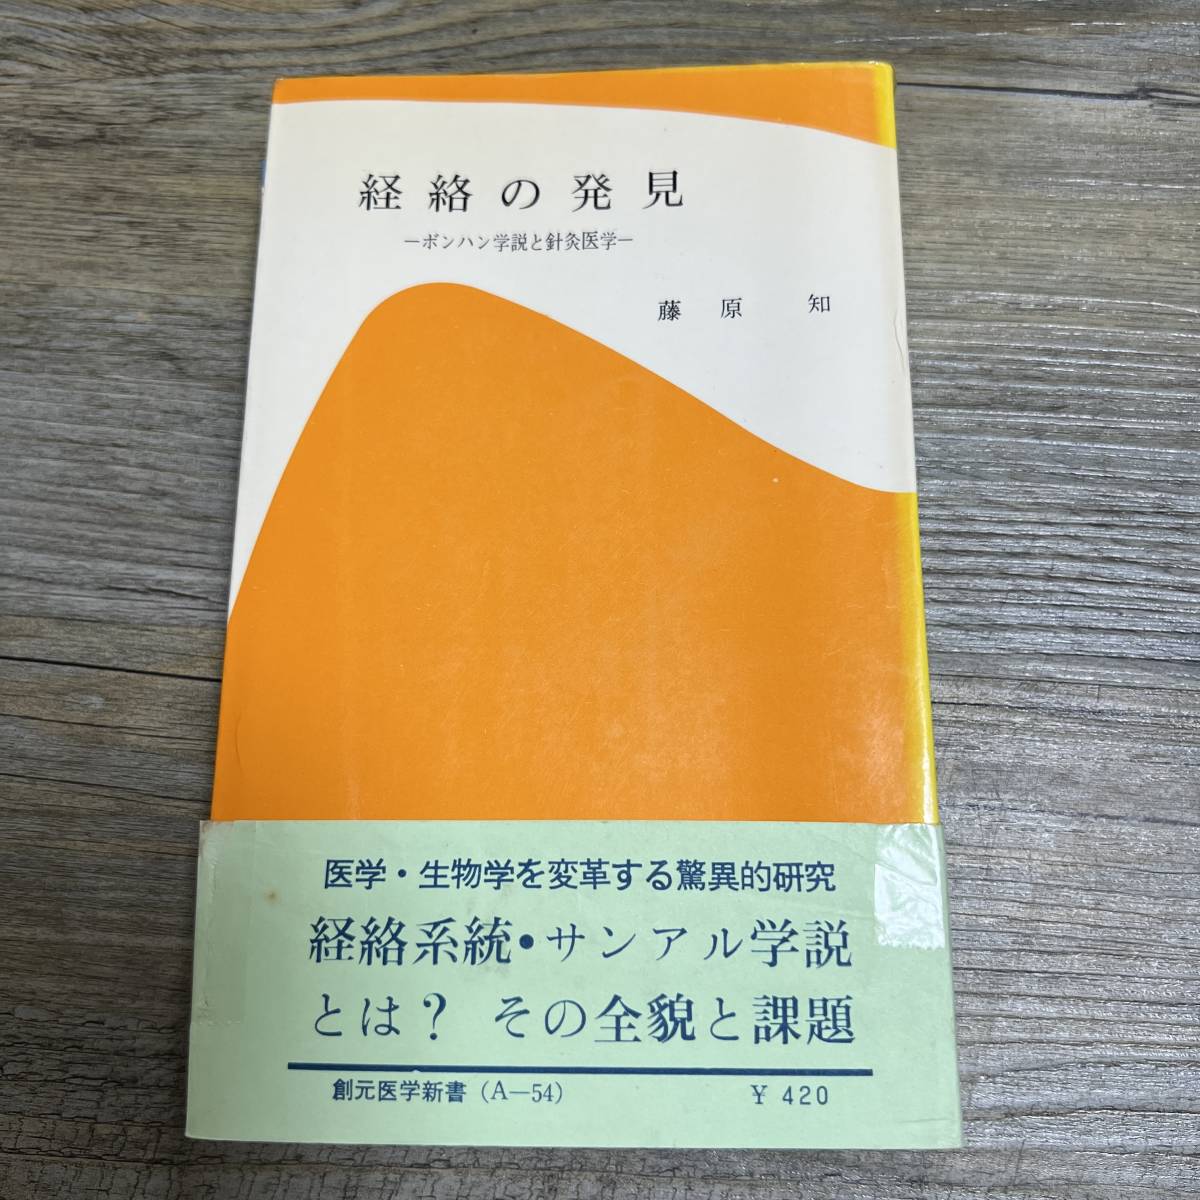 経絡の発見
―ボンハン学説と針灸医学―
藤原 知
医学・生物学を変革する驚異的研究
経絡系統・サンアル学説
とは? その全貌と課題
創元医学新書(A―54) ¥420